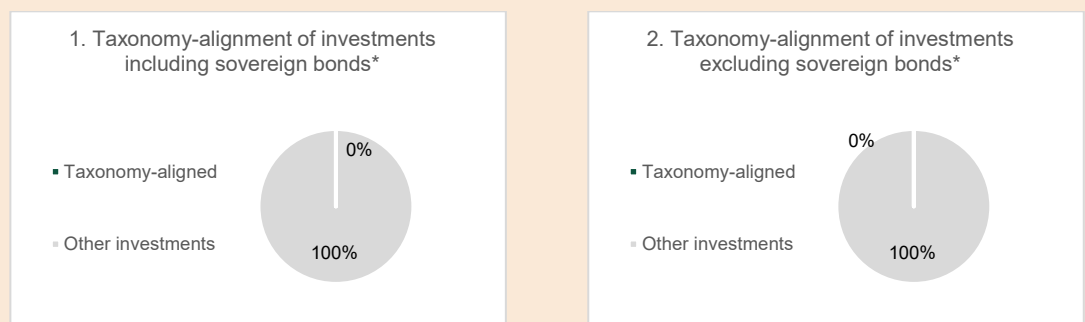 1. Taxonomy-alignment of investments
including sovereign bonds*
Taxonomy-aligned
Other investments
0%
100%
2. Taxonomy-alignment of investments
excluding sovereign bonds*
Taxonomy-aligned
Other investments
0%
100%